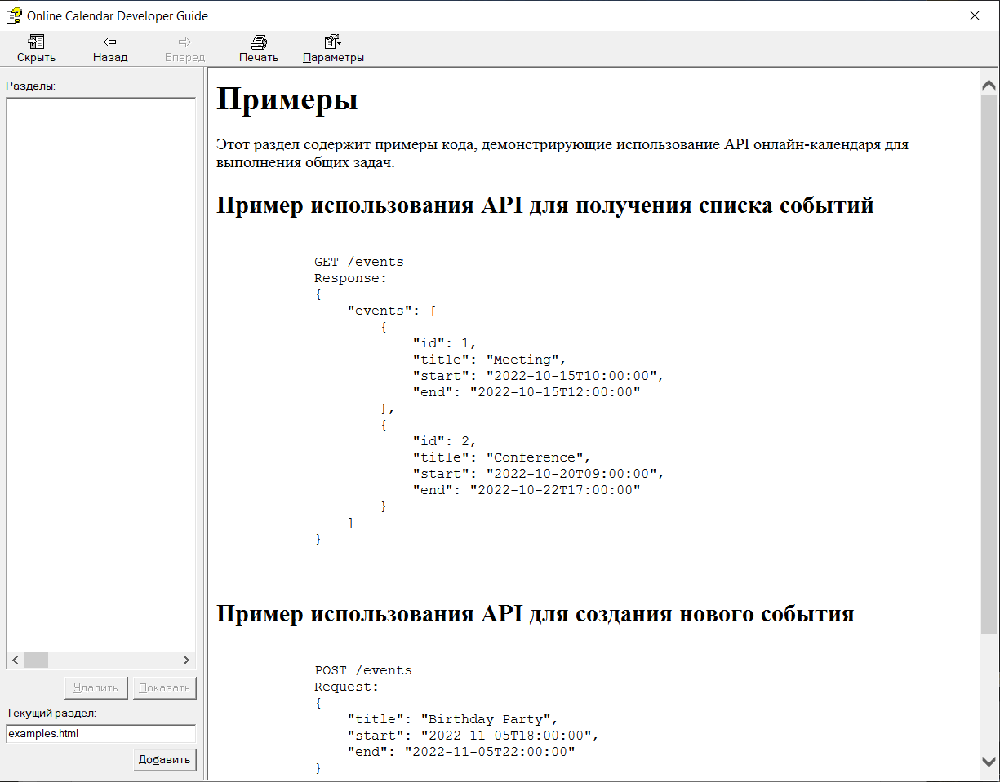 Online Calendar Developer Guide
Скрыть Назад Вперед Печать Параметры
Разделы:
Удалить Показать
Текущий раздел:
examples.html
Добавить
Примеры
Этот раздел содержит примеры кода, демонстрирующие использование API онлайн-календаря для
выполнения общих задач.
Пример использования API для получения списка событий
GET /events
Response:
{
    "events": [
        {
            "id": 1,
            "title": "Meeting",
            "start": "2022-10-15T10:00:00",
            "end": "2022-10-15T12:00:00"
        },
        {
            "id": 2,
            "title": "Conference",
            "start": "2022-10-20T09:00:00",
            "end": "2022-10-22T17:00:00"
        }
    ]
}
Пример использования API для создания нового события
POST /events
Request:
{
    "title": "Birthday Party",
    "start": "2022-11-05T18:00:00",
    "end": "2022-11-05T22:00:00"
}